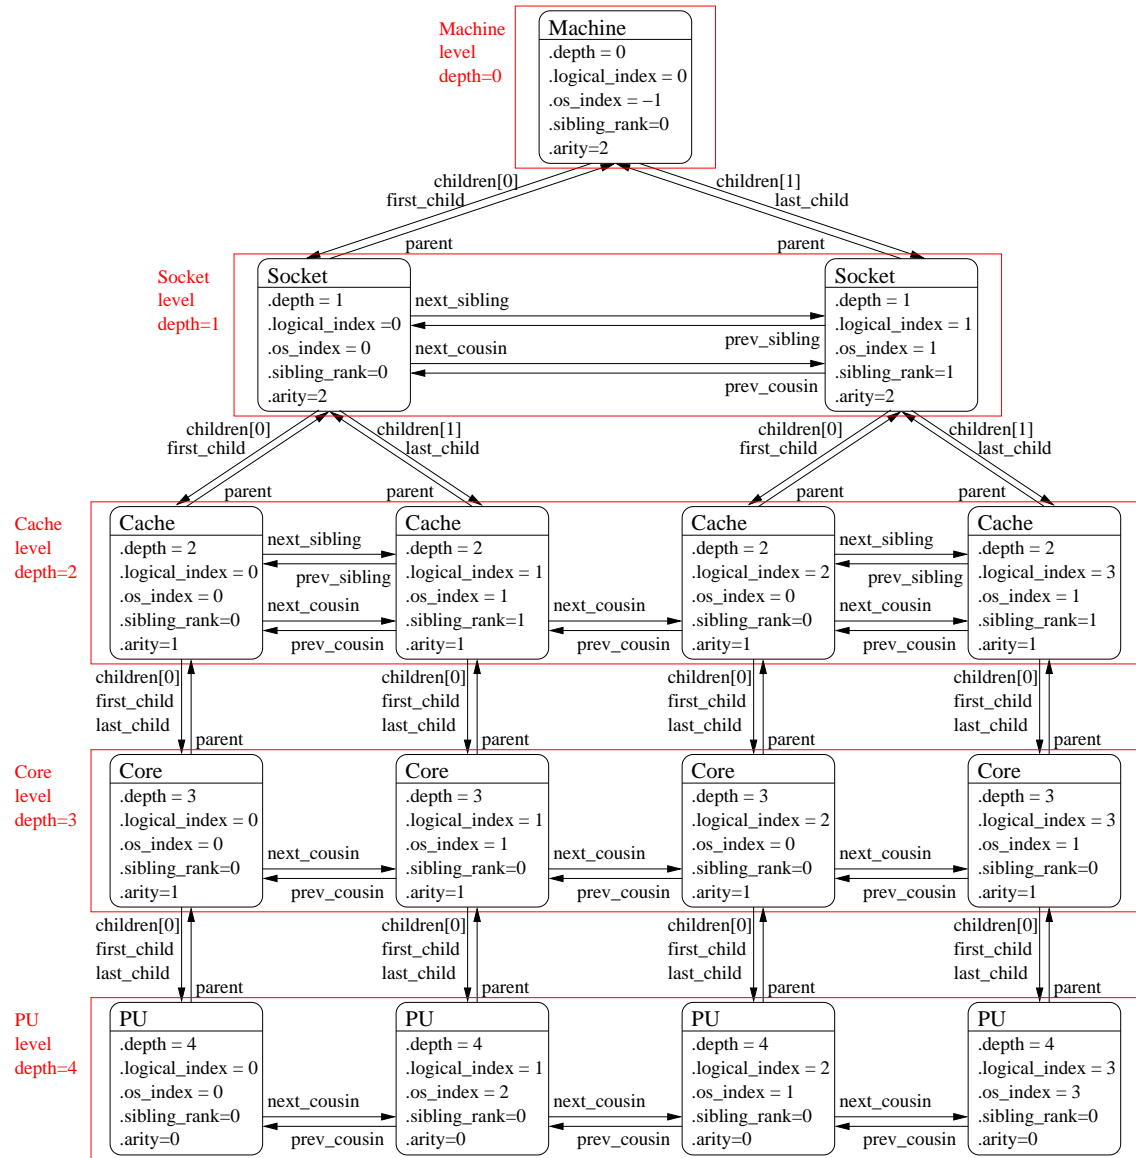 Machine
level
depth=0
Machine
.depth = 0
.logical_index = 0
.os_index = −1
.sibling_rank=0
.arity=2
children[0]
first_child
parent
children[1]
last_child
parent
Socket
level
depth=1
Socket
.depth = 1
.logical_index =0
.os_index = 0
.sibling_rank=0
.arity=2
next_sibling
prev_sibling
next_cousin
prev_cousin
Socket
.depth = 1
.logical_index = 1
.os_index = 1
.sibling_rank=1
.arity=2
children[0]
first_child
parent
children[1]
last_child
parent
children[0]
first_child
parent
children[1]
last_child
parent
Cache
level
depth=2
Cache
.depth = 2
.logical_index = 0
.os_index = 0
.sibling_rank=0
.arity=1
next_sibling
prev_sibling
next_cousin
prev_cousin
Cache
.depth = 2
.logical_index = 1
.os_index = 1
.sibling_rank=1
.arity=1
next_cousin
prev_cousin
Cache
.depth = 2
.logical_index = 2
.os_index = 0
.sibling_rank=0
.arity=1
next_sibling
prev_sibling
next_cousin
prev_cousin
Cache
.depth = 2
.logical_index = 3
.os_index = 1
.sibling_rank=1
.arity=1
children[0]
first_child
last_child
parent
children[0]
first_child
last_child
parent
children[0]
first_child
last_child
parent
children[0]
first_child
last_child
parent
Core
level
depth=3
Core
.depth = 3
.logical_index = 0
.os_index = 0
.sibling_rank=0
.arity=1
next_cousin
prev_cousin
Core
.depth = 3
.logical_index = 1
.os_index = 1
.sibling_rank=0
.arity=1
next_cousin
prev_cousin
Core
.depth = 3
.logical_index = 2
.os_index = 0
.sibling_rank=0
.arity=1
next_cousin
prev_cousin
Core
.depth = 3
.logical_index = 3
.os_index = 1
.sibling_rank=0
.arity=1
children[0]
first_child
last_child
parent
children[0]
first_child
last_child
parent
children[0]
first_child
last_child
parent
children[0]
first_child
last_child
parent
PU
level
depth=4
PU
.depth = 4
.logical_index = 0
.os_index = 0
.sibling_rank=0
.arity=0
next_cousin
prev_cousin
PU
.depth = 4
.logical_index = 1
.os_index = 2
.sibling_rank=0
.arity=0
next_cousin
prev_cousin
PU
.depth = 4
.logical_index = 2
.os_index = 1
.sibling_rank=0
.arity=0
next_cousin
prev_cousin
PU
.depth = 4
.logical_index = 3
.os_index = 3
.sibling_rank=0
.arity=0